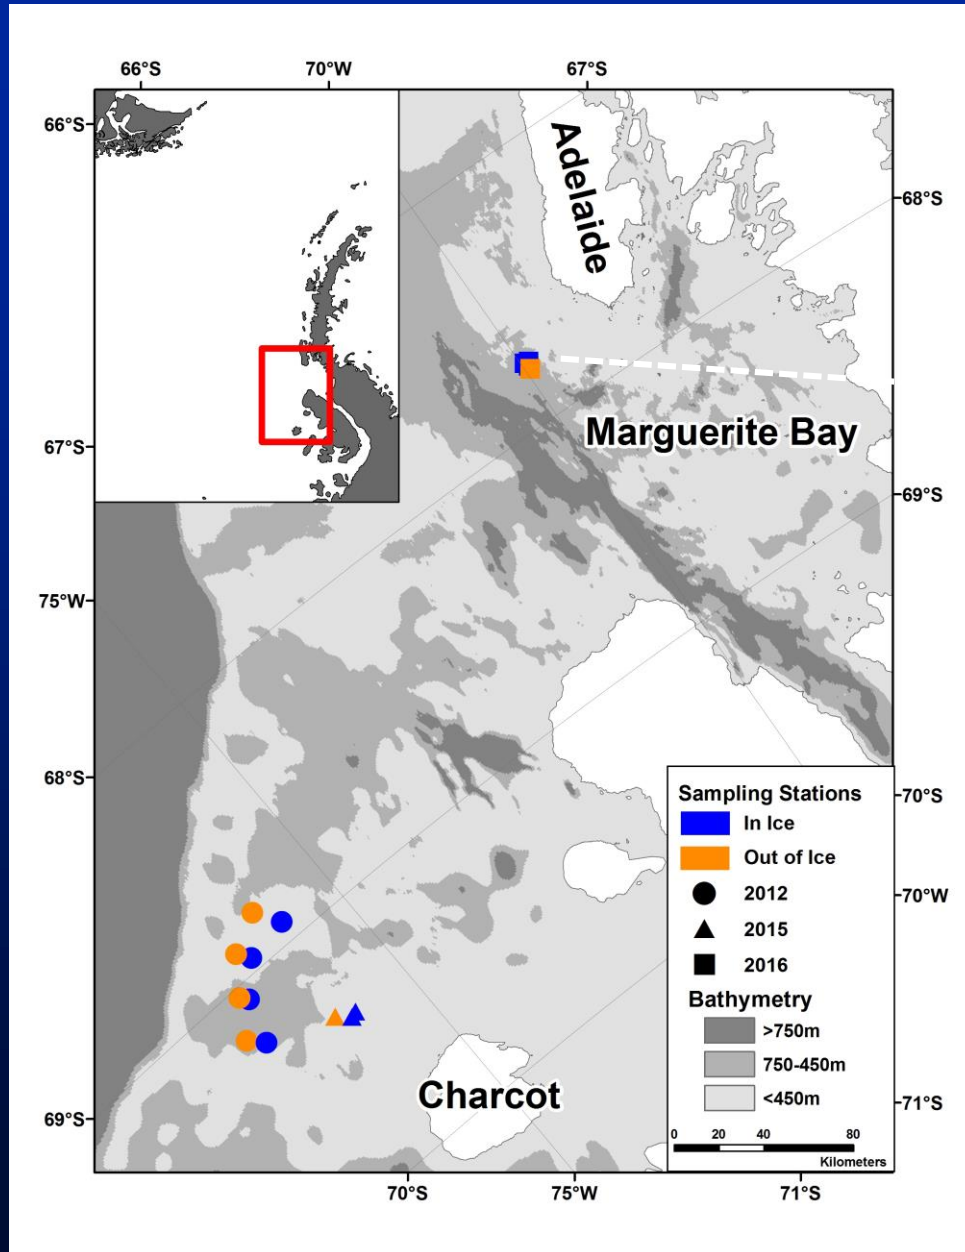 66°S
70°W
67°S
66°S
Adelaide
68°S
67°S
Marguerite Bay
69°S
75°W
68°S
Sampling Stations
In Ice
Out of Ice
2012
2015
2016
Bathymetry
>750m
750-450m
<450m
0 20 40 80
Kilometers
70°S
70°W
71°S
Charcot
69°S
70°S
75°W
71°S